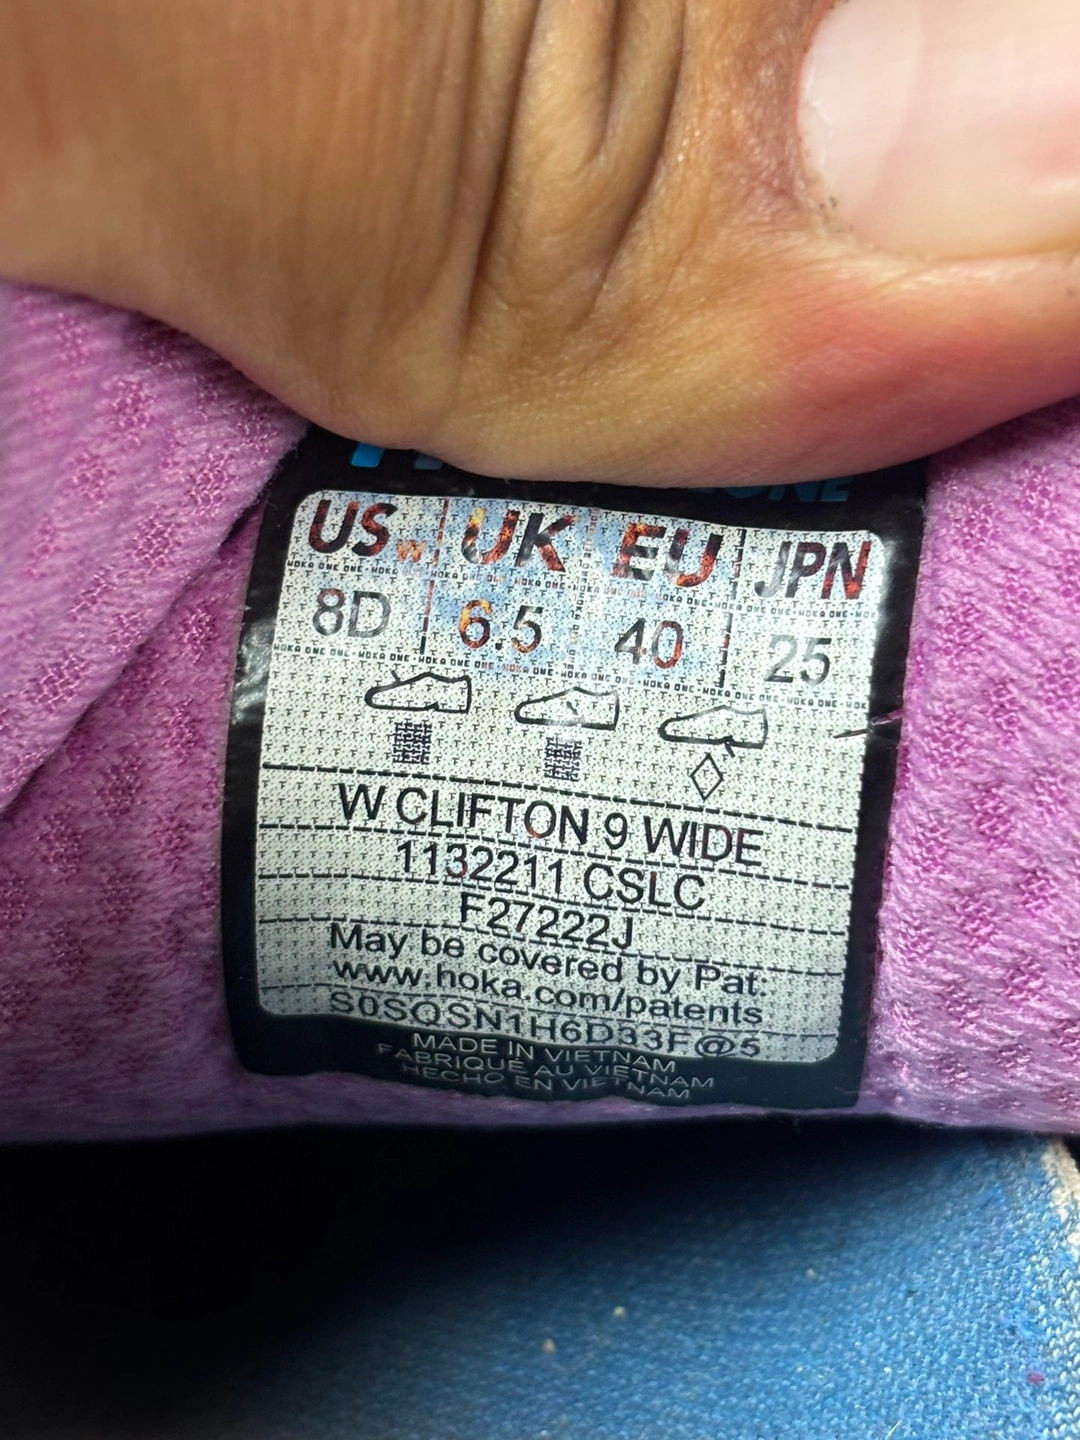 US W UK EU JPN
8D 6.5 40 25
W CLIFTON 9 WIDE
1132211 CSLC
F27222J
May be covered by Pat:
www.hoka.com/patents
S0SQSN1H6D33F@5
MADE IN VIETNAM
FABRIQUÉ AU VIETNAM
HECHO EN VIETNAM